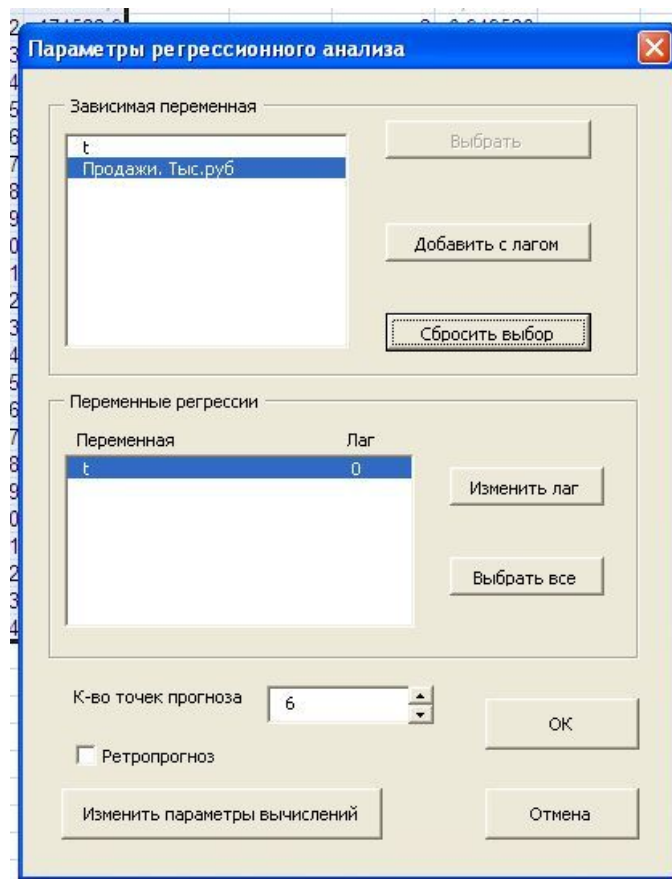 Параметры регрессионного анализа
Зависимая переменная
t
Продажи. Тыс.руб
Выбрать
Добавить с лагом
Сбросить выбор
Переменные регрессии
Переменная Лаг
t 0
Изменить лаг
Выбрать все
К-во точек прогноза 6
ОК
Ретропрогноз
Изменить параметры вычислений
Отмена